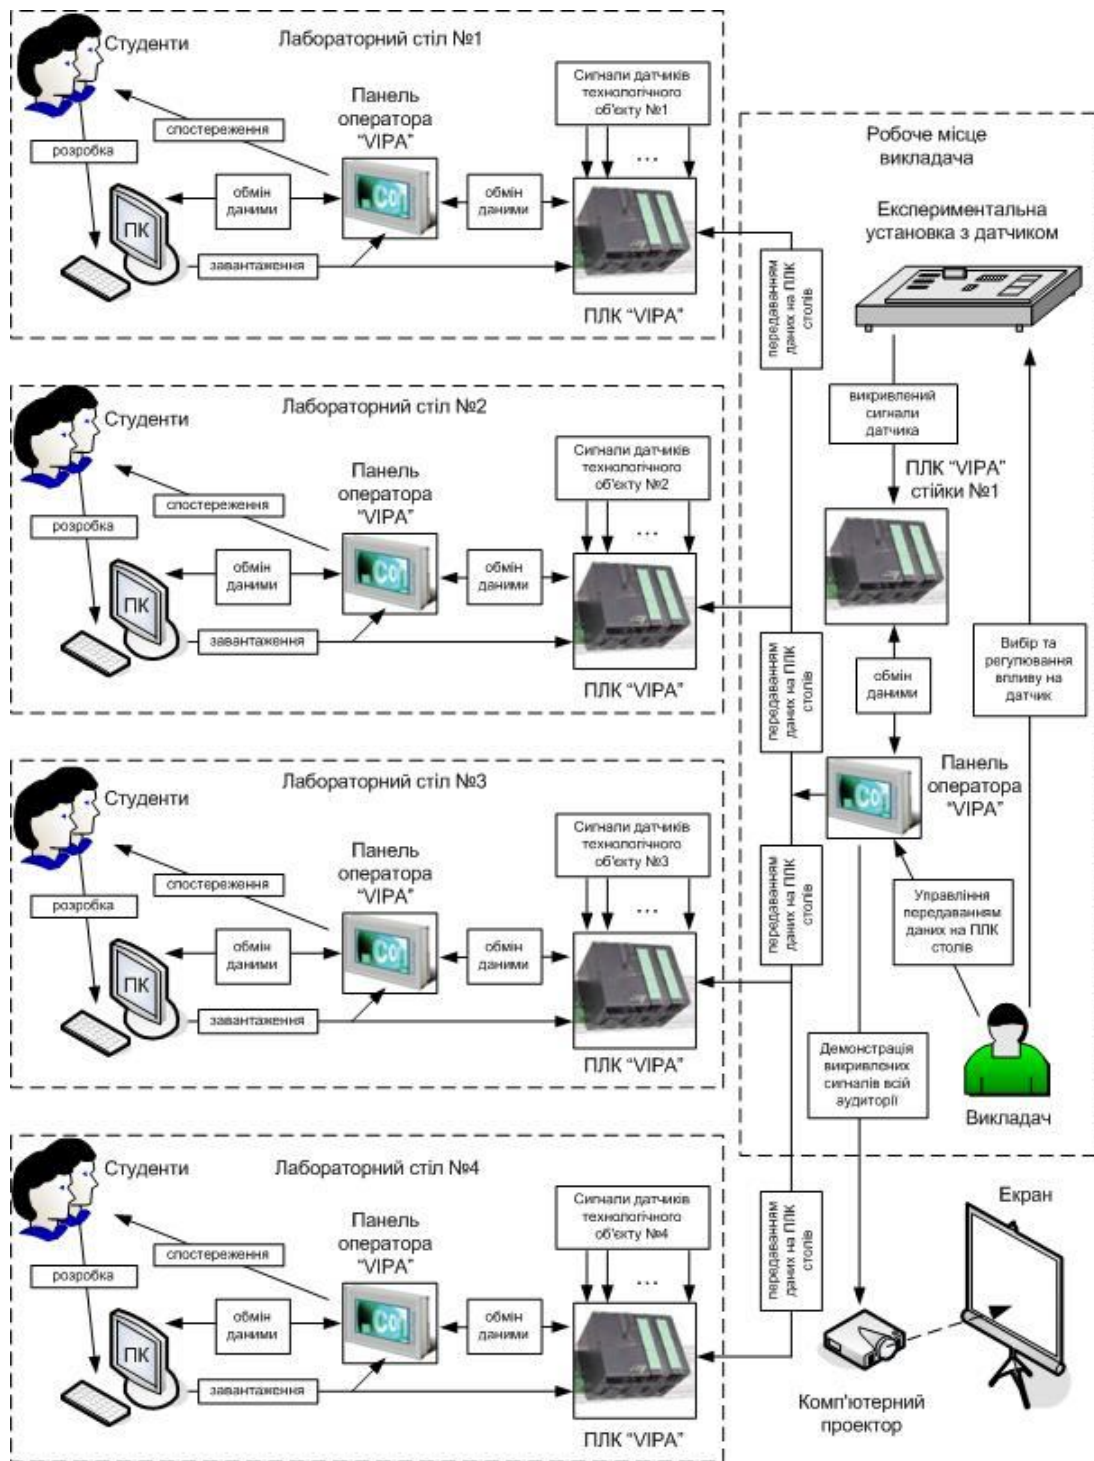 Студенти
Лабораторний стіл №1
Сигнали датчиків
технологічного
об'єкту №1
...
Панель
оператора
"VIPA"
спостереження
розробка
обмін
даними
обмін
даними
ПК
завантаження
ПЛК "VIPA"
Студенти
Лабораторний стіл №2
Сигнали датчиків
технологічного
об'єкту №2
...
Панель
оператора
"VIPA"
спостереження
розробка
обмін
даними
обмін
даними
ПК
завантаження
ПЛК "VIPA"
Студенти
Лабораторний стіл №3
Сигнали датчиків
технологічного
об'єкту №3
...
Панель
оператора
"VIPA"
спостереження
розробка
обмін
даними
обмін
даними
ПК
завантаження
ПЛК "VIPA"
Студенти
Лабораторний стіл №4
Сигнали датчиків
технологічного
об'єкту №4
...
Панель
оператора
"VIPA"
спостереження
розробка
обмін
даними
обмін
даними
ПК
завантаження
ПЛК "VIPA"
передаванням
даних на ПЛК
столів
передаванням
даних на ПЛК
столів
передаванням
даних на ПЛК
столів
передаванням
даних на ПЛК
столів
Робоче місце
викладача
Експериментальна
установка з датчиком
викривлений
сигнали
датчика
ПЛК "VIPA"
стійки №1
обмін
даними
Вибір та
регулювання
впливу на
датчик
Панель
оператора
"VIPA"
Управління
передаванням
даних на ПЛК
столів
Демонстрація
викривлених
сигналів всій
аудиторії
Викладач
Екран
Комп'ютерний
проектор